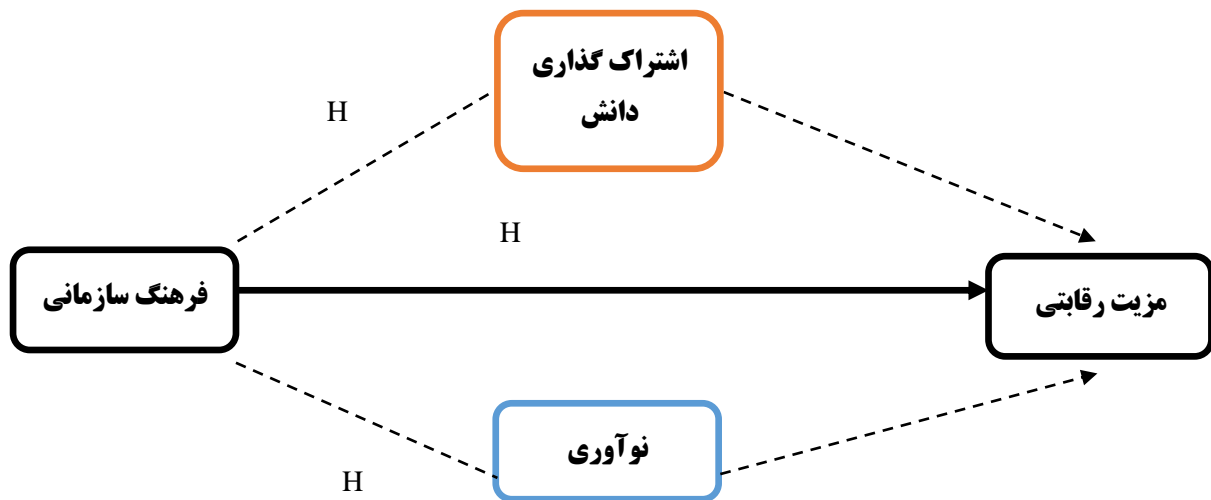 اشتراک گذاری
دانش
H
H
فرهنگ سازمانی
مزیت رقابتی
نوآوری
H